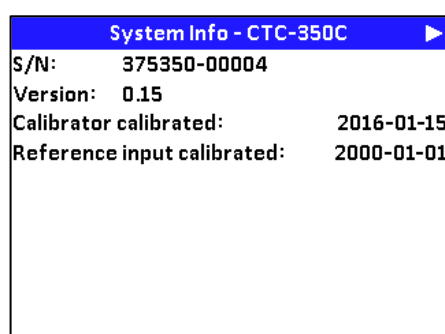 System Info - CTC-350C
S/N: 375350-00004
Version: 0.15
Calibrator calibrated: 2016-01-15
Reference input calibrated: 2000-01-01